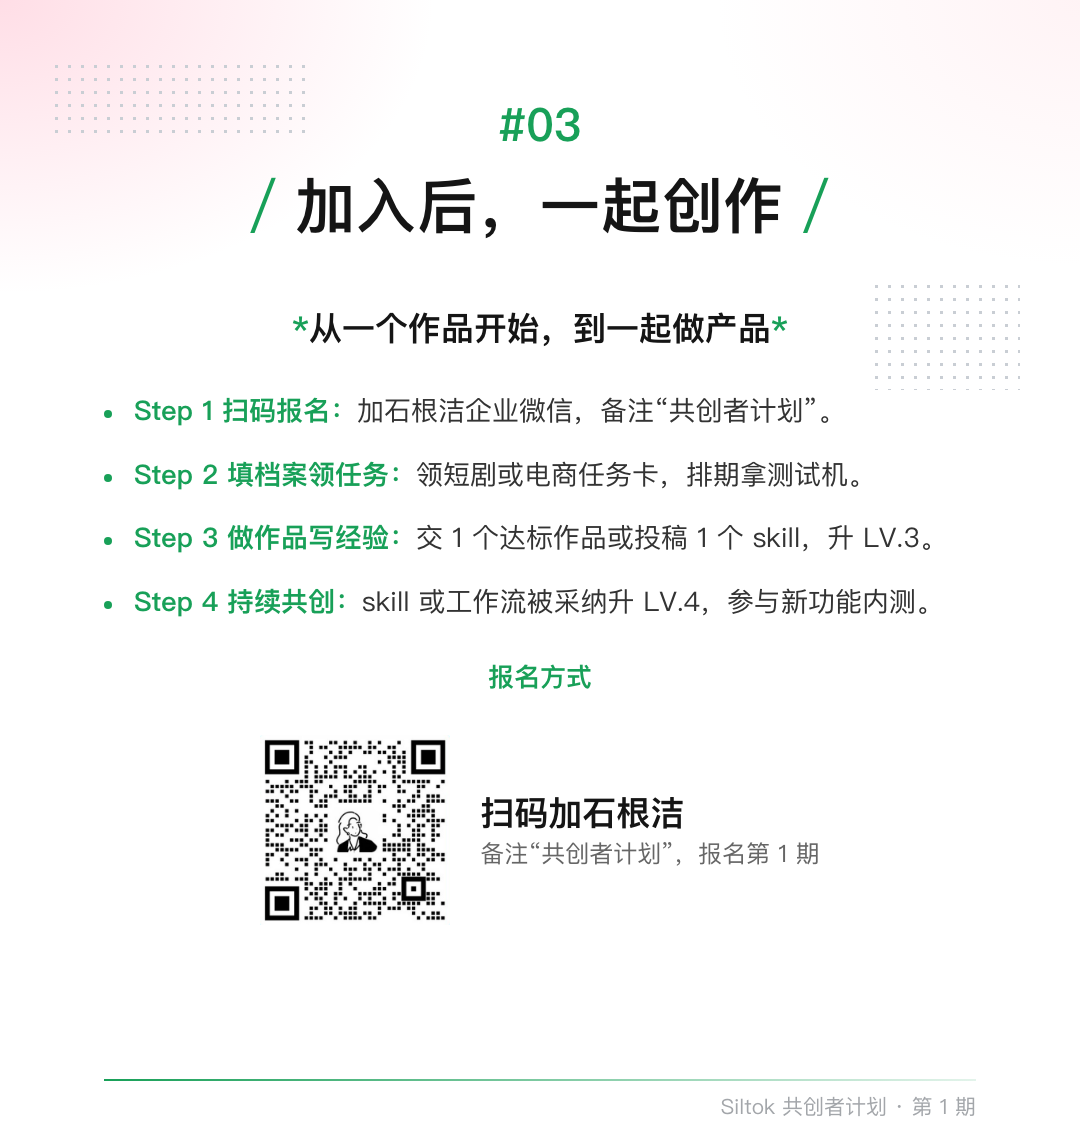 #03
/ 加入后，一起创作 /
*从一个作品开始，到一起做产品*
• Step 1 扫码报名：加石根洁企业微信，备注“共创者计划”。
• Step 2 填档案领任务：领短剧或电商任务卡，排期拿测试机。
• Step 3 做作品写经验：交 1 个达标作品或投稿 1 个 skill，升 LV.3。
• Step 4 持续共创：skill 或工作流被采纳升 LV.4，参与新功能内测。
报名方式
扫码加石根洁
备注“共创者计划”，报名第 1 期
Siltok 共创者计划 · 第 1 期